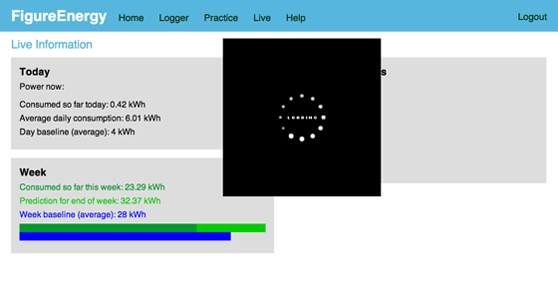 FigureEnergy Home Logger Practice Live Help Logout
Live Information
Today
Power now:
Consumed so far today: 0.42 kWh
Average daily consumption: 6.01 kWh
Day baseline (average): 4 kWh
LOADING
Week
Consumed so far this week: 23.29 kWh
Prediction for end of week: 32.37 kWh
Week baseline (average): 28 kWh